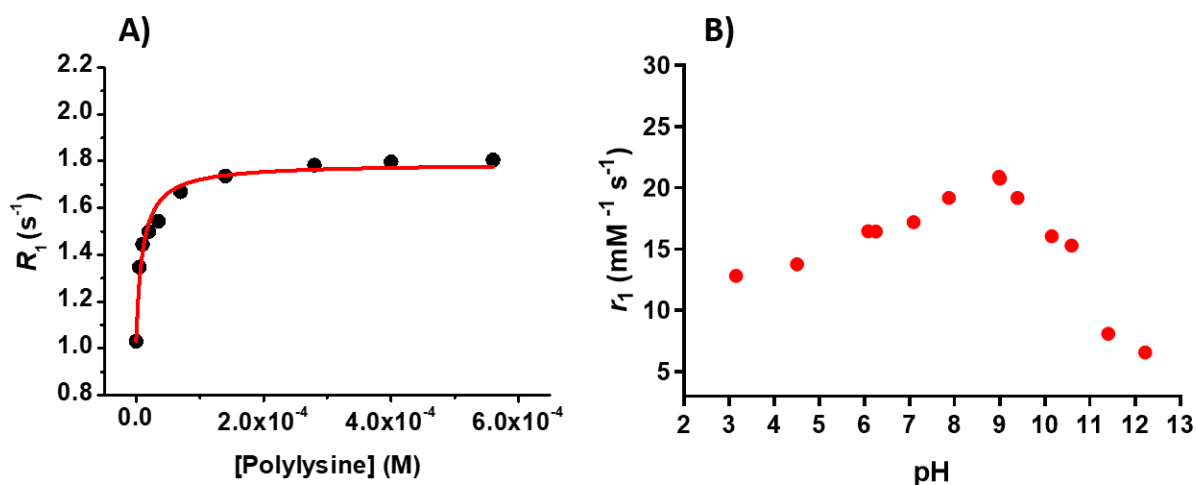 A)
2.2
2.0
1.8
1.6
1.4
1.2
1.0
0.8
R1 (s-1)
0.0 2.0x10-4 4.0x10-4 6.0x10-4
[Polylysine] (M)
B)
30
25
20
15
10
5
r1 (mM -1 s-1)
2 3 4 5 6 7 8 9 10 11 12 13
pH